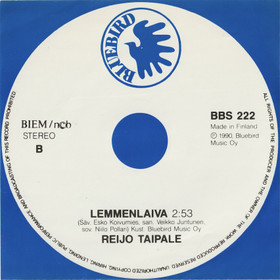 BLUEBIRD
BIEM/ncb
STEREO
B
BBS 222
Made in Finland
℗ 1990, Bluebird
Music Oy
LEMMENLAIVA 2:53
(Säv. Esko Koivumies, san. Veikko Juntunen,
sov. Niilo Pollari) Kust. Bluebird Music Oy
REIJO TAIPALE
ALL RIGHTS OF THE PRODUCER AND THE OWNER OF THE WORK REPRODUCED RESERVED. UNAUTHORIZED COPYING, HIRING, LENDING, PUBLIC PERFORMANCE AND BROADCASTING OF THIS RECORD PROHIBITED